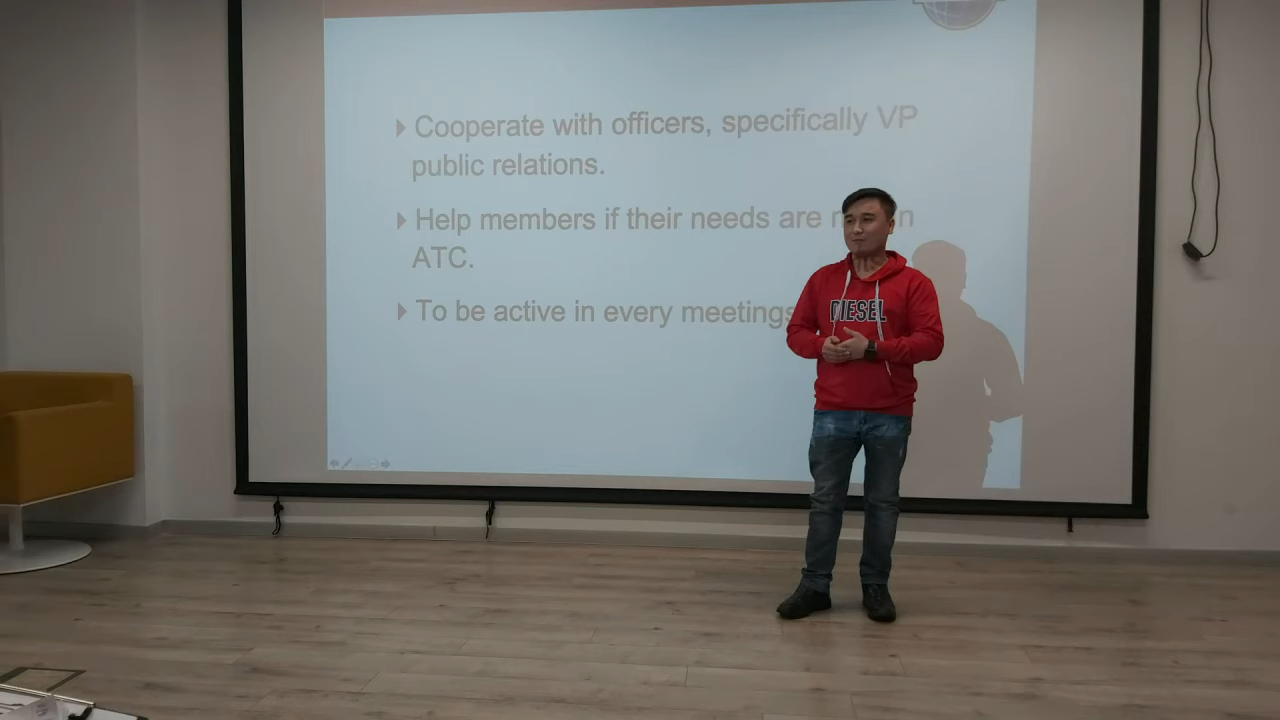 Cooperate with officers, specifically VP
public relations.
Help members if their needs are
ATC.
To be active in every meetings
DIESEL